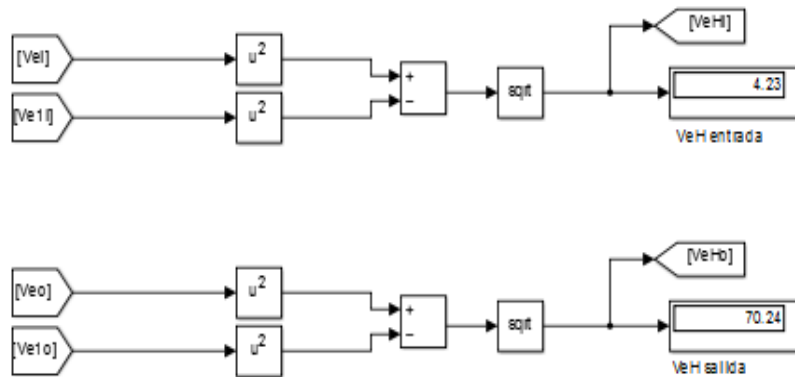 [VeI]
u²
[VeHI]
[Ve1I]
u²
+
−
sqrt
4.23
VeH entrada
[Veo]
u²
[VeHo]
[Ve1o]
u²
+
−
sqrt
70.24
VeH salida